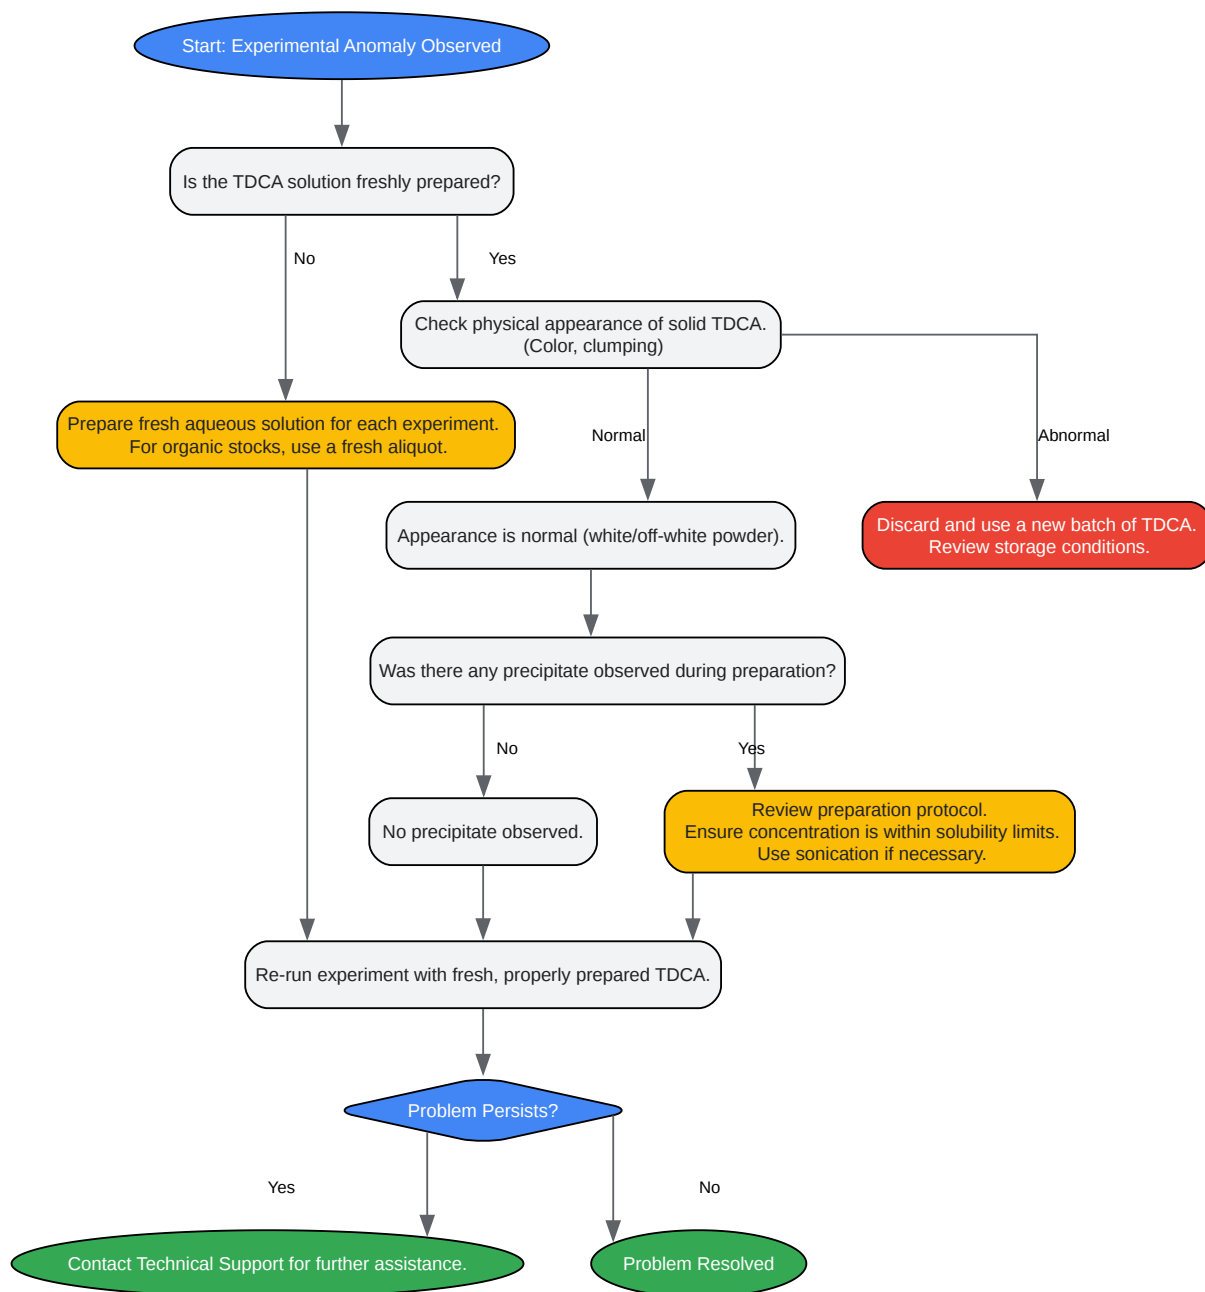 Start: Experimental Anomaly Observed
Is the TDCA solution freshly prepared?
No
Yes
Check physical appearance of solid TDCA.
(Color, clumping)
Prepare fresh aqueous solution for each experiment.
For organic stocks, use a fresh aliquot.
Normal
Abnormal
Appearance is normal (white/off-white powder).
Discard and use a new batch of TDCA.
Review storage conditions.
Was there any precipitate observed during preparation?
No
Yes
No precipitate observed.
Review preparation protocol.
Ensure concentration is within solubility limits.
Use sonication if necessary.
Re-run experiment with fresh, properly prepared TDCA.
Problem Persists?
Yes
No
Contact Technical Support for further assistance.
Problem Resolved